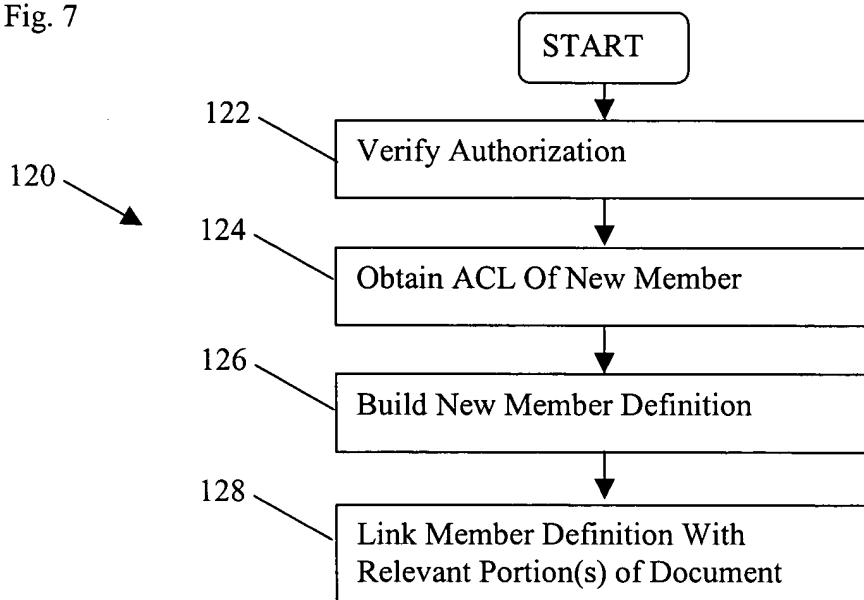 Fig. 7
START
122
Verify Authorization
120
124
Obtain ACL Of New Member
126
Build New Member Definition
128
Link Member Definition With
Relevant Portion(s) of Document